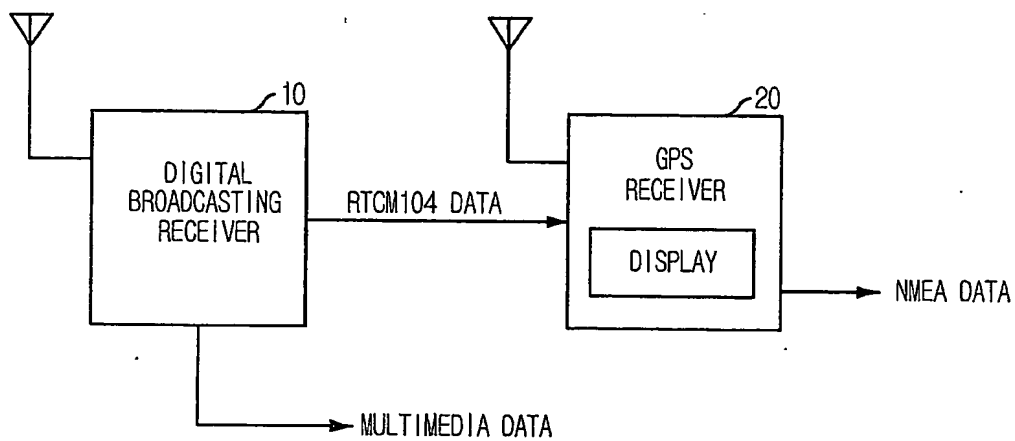 10
DIGITAL
BROADCASTING
RECEIVER
RTCM104 DATA
20
GPS
RECEIVER
DISPLAY
NMEA DATA
MULTIMEDIA DATA